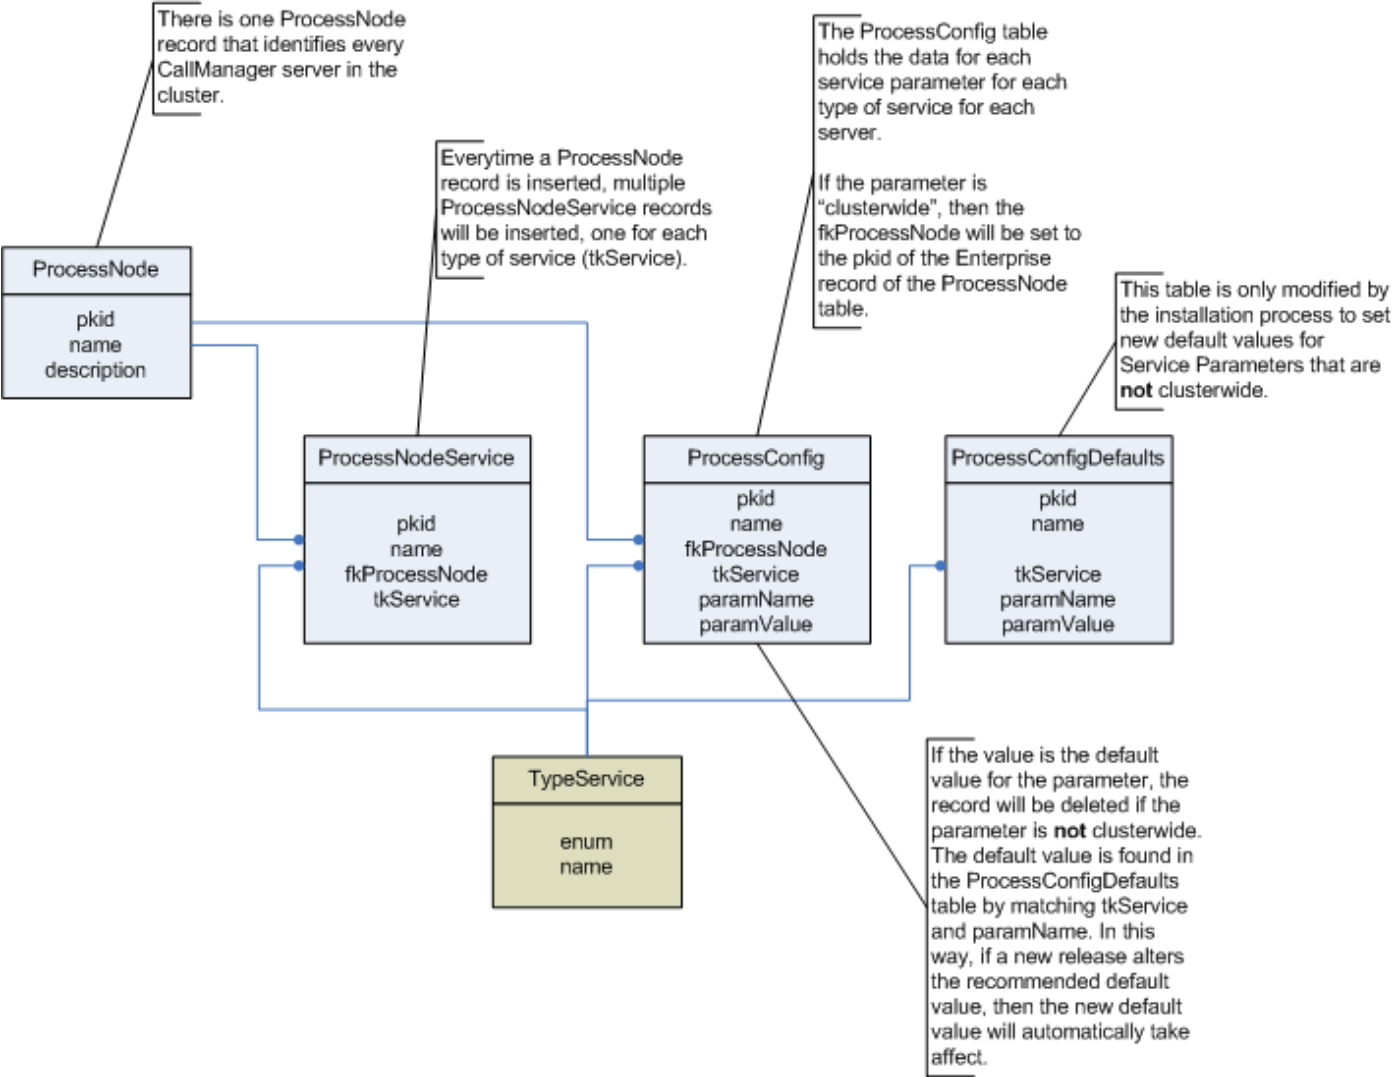 There is one ProcessNode
record that identifies every
CallManager server in the
cluster.
The ProcessConfig table
holds the data for each
service parameter for each
type of service for each
server.
If the parameter is
“clusterwide”, then the
fkProcessNode will be set to
the pkid of the Enterprise
record of the ProcessNode
table.
Everytime a ProcessNode
record is inserted, multiple
ProcessNodeService records
will be inserted, one for each
type of service (tkService).
This table is only modified by
the installation process to set
new default values for
Service Parameters that are
not clusterwide.
ProcessNode
pkid
name
description
ProcessNodeService
pkid
name
fkProcessNode
tkService
ProcessConfig
pkid
name
fkProcessNode
tkService
paramName
paramValue
ProcessConfigDefaults
pkid
name
tkService
paramName
paramValue
TypeService
enum
name
If the value is the default
value for the parameter, the
record will be deleted if the
parameter is not clusterwide.
The default value is found in
the ProcessConfigDefaults
table by matching tkService
and paramName. In this
way, if a new release alters
the recommended default
value, then the new default
value will automatically take
affect.